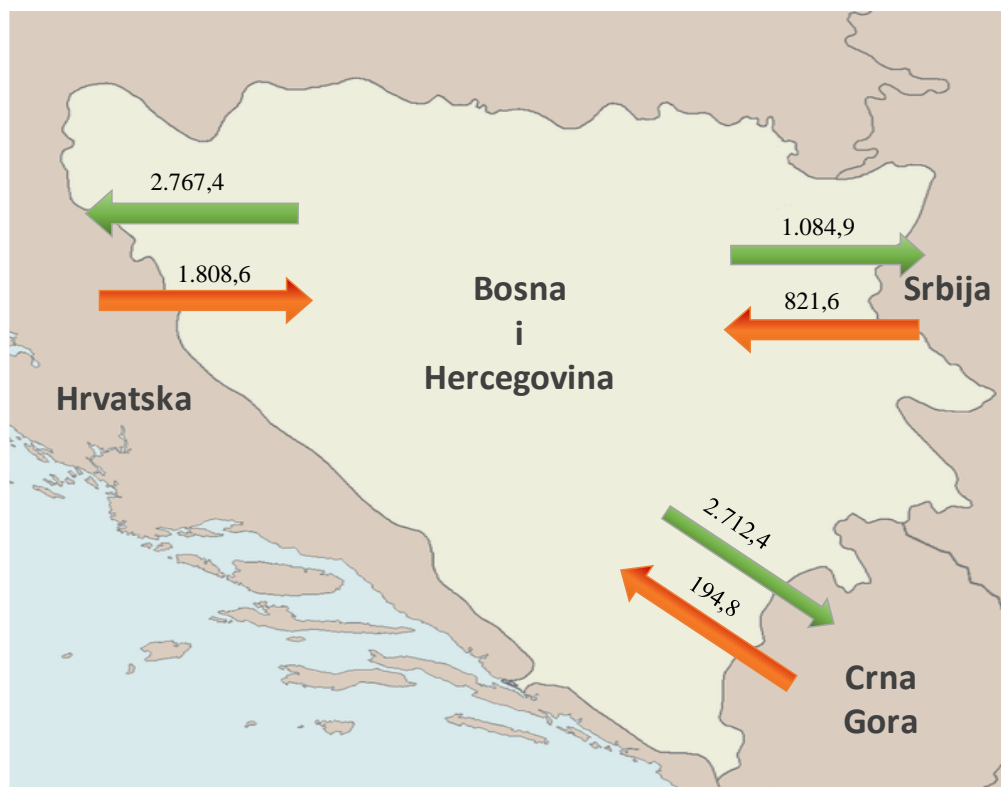 2.767,4
1.084,9
1.808,6
Bosna
i
Hercegovina
Srbija
821,6
Hrvatska
2.712,4
194,8
Crna
Gora